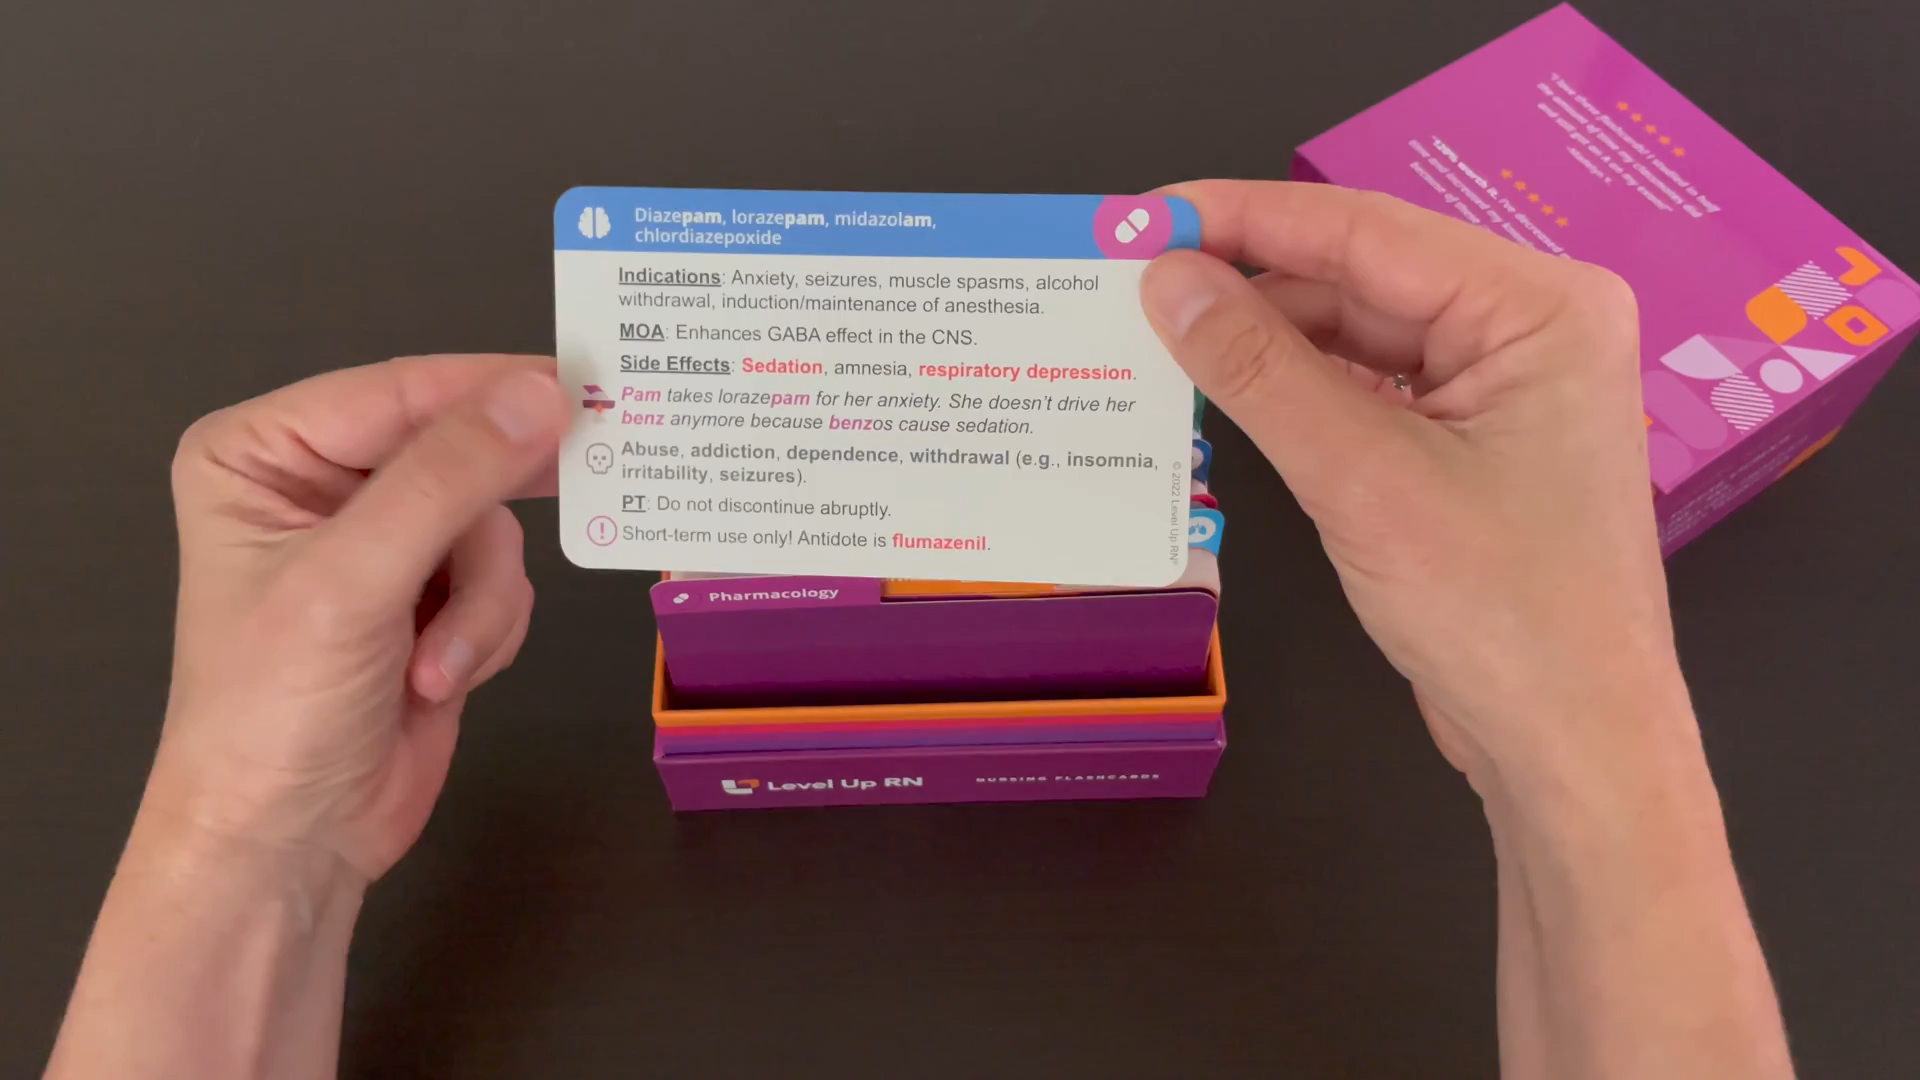 Diazepam, lorazepam, midazolam,
chlordiazepoxide
Indications: Anxiety, seizures, muscle spasms, alcohol
withdrawal, induction/maintenance of anesthesia.
MOA: Enhances GABA effect in the CNS.
Side Effects: Sedation, amnesia, respiratory depression.
Pam takes lorazepam for her anxiety. She doesn't drive her
benz anymore because benzos cause sedation.
Abuse, addiction, dependence, withdrawal (e.g., insomnia,
irritability, seizures).
PT: Do not discontinue abruptly.
Short-term use only! Antidote is flumazenil.
© 2022 Level Up RN
Pharmacology
Level Up RN
NURSING FLASHCARDS